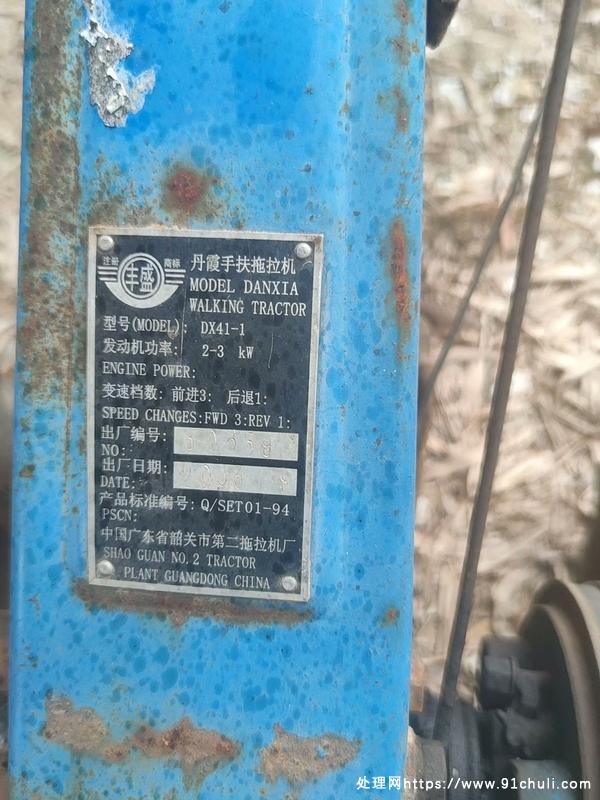 注册 丰盛 商标
丹霞手扶拖拉机
MODEL DANXIA
WALKING TRACTOR
型号(MODEL): DX41-1
发动机功率: 2-3 kW
ENGINE POWER:
变速档数: 前进3: 后退1:
SPEED CHANGES:FWD 3:REV 1:
出厂编号:
NO:
出厂日期:
DATE:
产品标准编号: Q/SET01-94
PSCN:
中国广东省韶关市第二拖拉机厂
SHAO GUAN NO.2 TRACTOR
PLANT GUANGDONG CHINA
处理网https://www.91chuli.com/